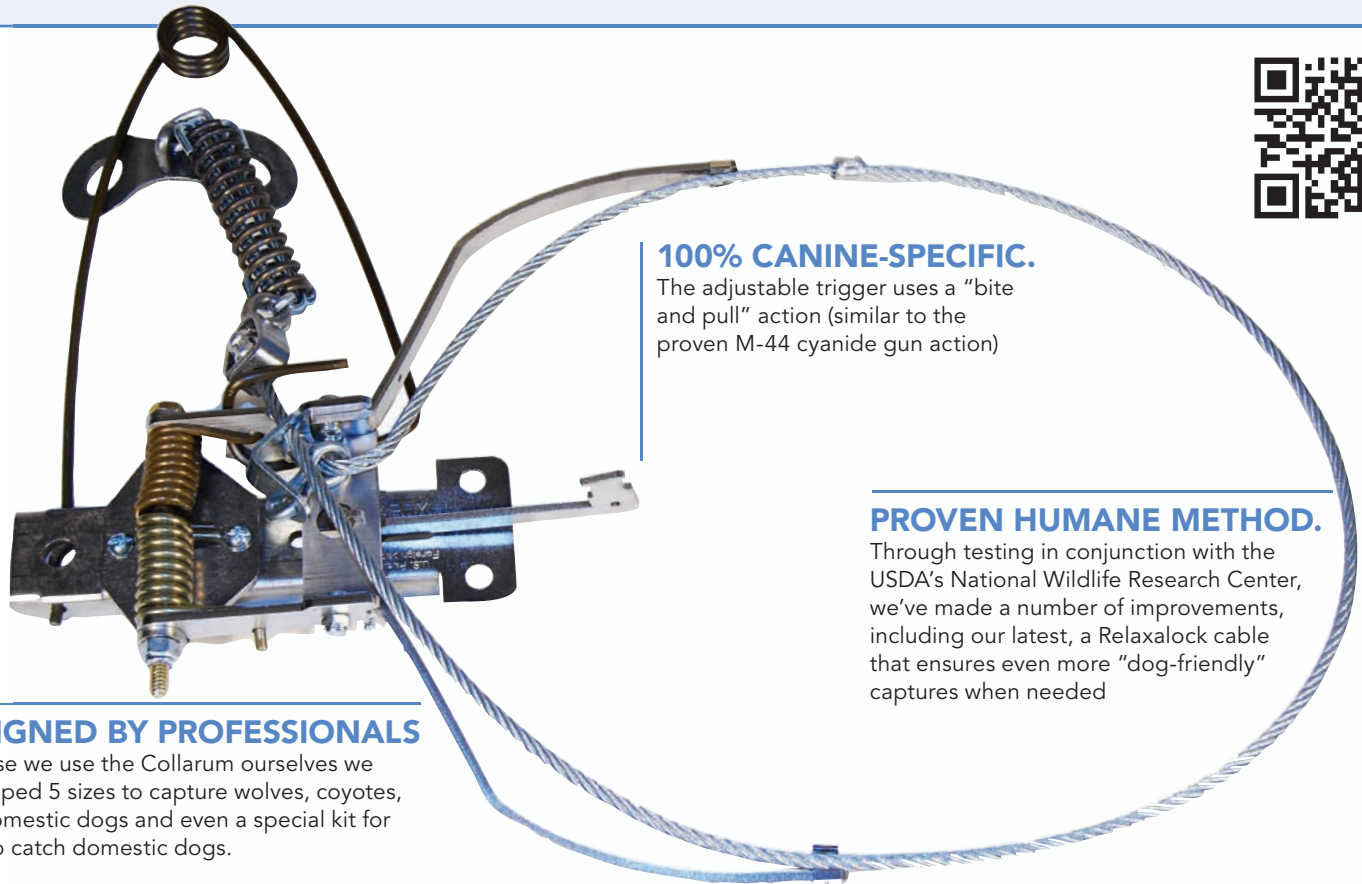 100% CANINE-SPECIFIC.
The adjustable trigger uses a “bite
and pull” action (similar to the
proven M-44 cyanide gun action)
PROVEN HUMANE METHOD.
Through testing in conjunction with the
USDA’s National Wildlife Research Center,
we’ve made a number of improvements,
including our latest, a Relaxalock cable
that ensures even more “dog-friendly”
captures when needed
IGNED BY PROFESSIONALS
se we use the Collarum ourselves we
ped 5 sizes to capture wolves, coyotes,
omestic dogs and even a special kit for
o catch domestic dogs.